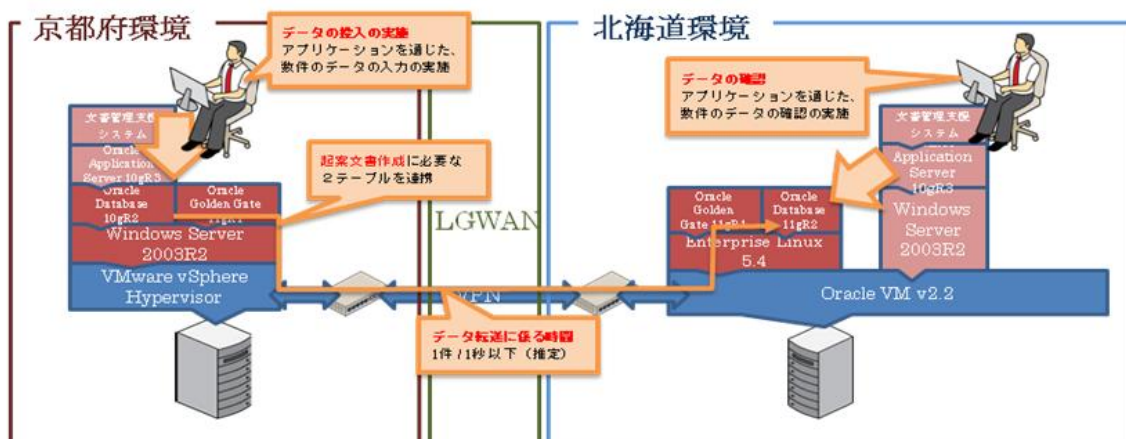 京都府環境
データの投入の実施
アプリケーションを通じた、
数件のデータの入力の実施
文書管理支援
システム
Oracle
Application
Server 10gR3
Oracle
Database
10gR2
Oracle
Golden Gate
Windows Server
2003R2
VMware vSphere
Hypervisor
起案文書作成に必要な
2テーブルを連携
LGWAN
VPN
データ転送に係る時間
1件/1秒以下(推定)
北海道環境
データの確認
アプリケーションを通じた、
数件のデータの確認の実施
文書管理支援
システム
Application
Server
10gR3
Windows
Server
2003R2
Oracle
Golden
Gate 11gR1
Oracle
Database
11gR2
Enterprise Linux
5.4
Oracle VM v2.2